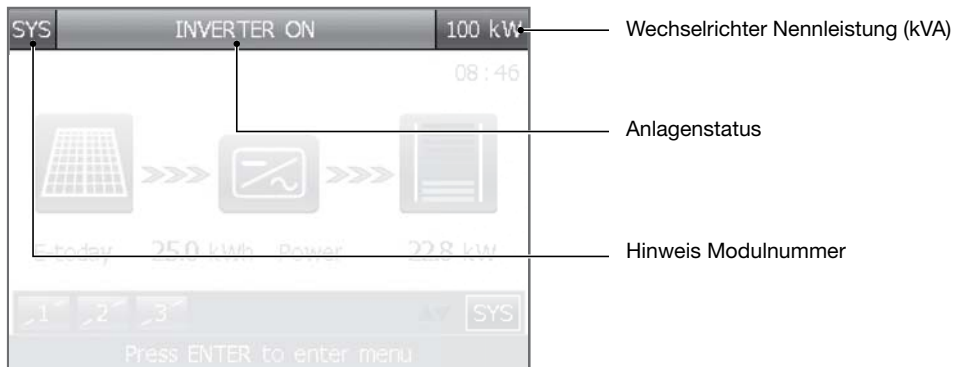 SYS INVERTER ON 100 kW
Wechselrichter Nennleistung (kVA)
08:46
Anlagenstatus
E-today 25.0 kWh Power 22.8 kW
Hinweis Modulnummer
1 2 3 SYS
Press ENTER to enter menu